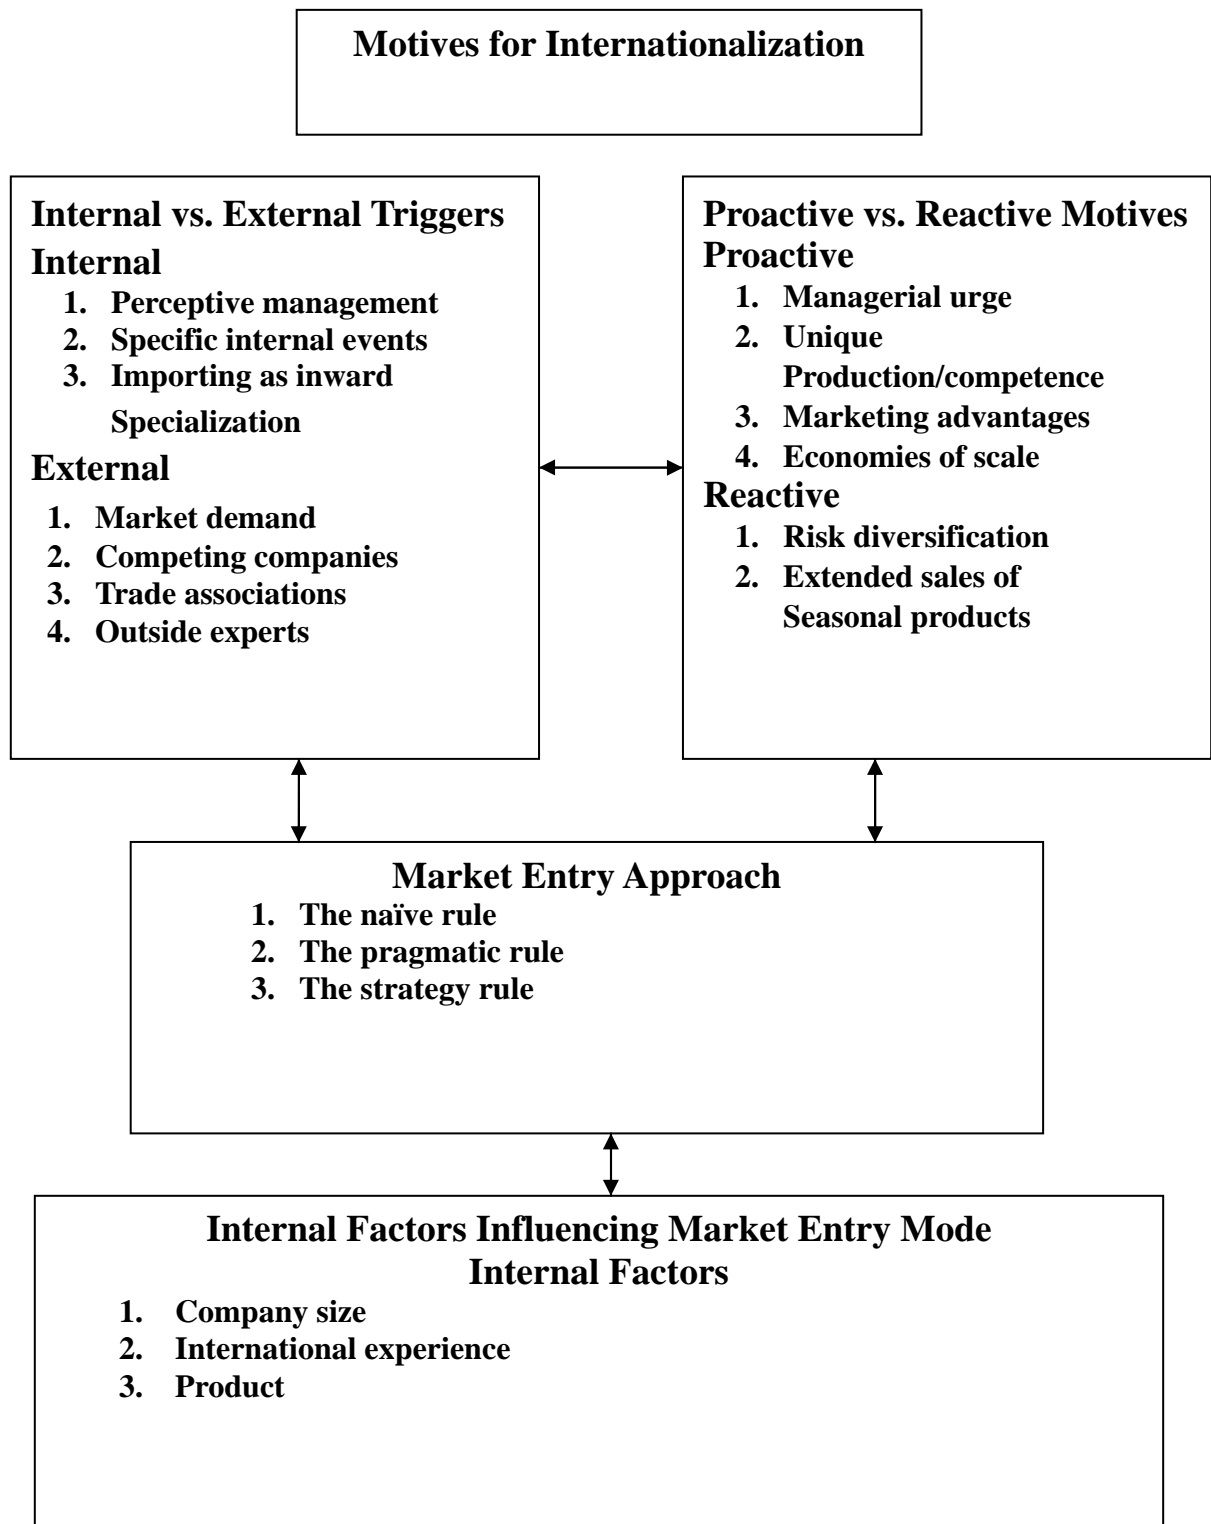 Motives for Internationalization
Internal vs. External Triggers
Internal
1. Perceptive management
2. Specific internal events
3. Importing as inward
Specialization
External
1. Market demand
2. Competing companies
3. Trade associations
4. Outside experts
Proactive vs. Reactive Motives
Proactive
1. Managerial urge
2. Unique
Production/competence
3. Marketing advantages
4. Economies of scale
Reactive
1. Risk diversification
2. Extended sales of
Seasonal products
Market Entry Approach
1. The naïve rule
2. The pragmatic rule
3. The strategy rule
Internal Factors Influencing Market Entry Mode
Internal Factors
1. Company size
2. International experience
3. Product